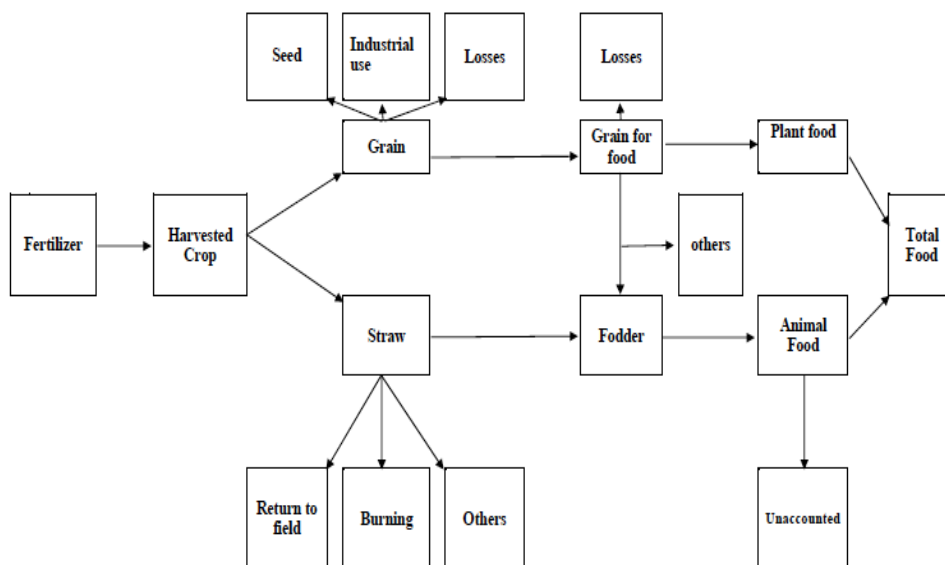 Seed
Industrial
use
Losses
Losses
Grain
Grain for
food
Plant food
Fertilizer
Harvested
Crop
others
Total
Food
Straw
Fodder
Animal
Food
Return to
field
Burning
Others
Unaccounted